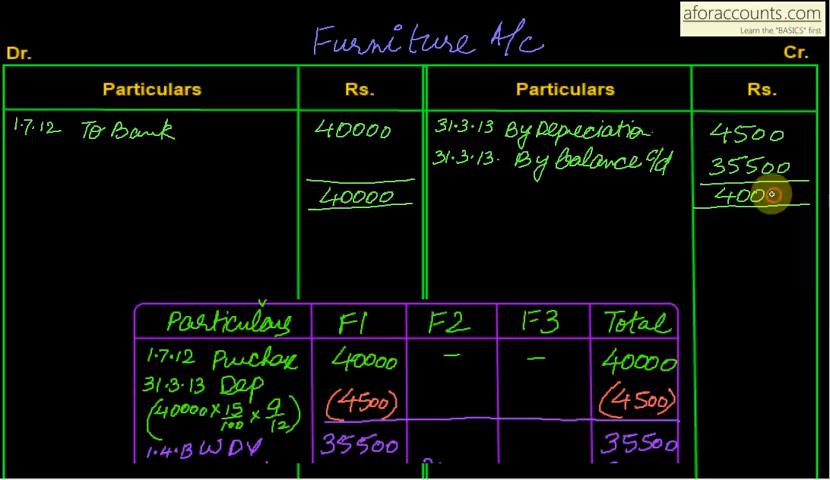 aforaccounts.com
Learn the "BASICS" first
Furniture A/c
Dr. Cr.
Particulars Rs. Particulars Rs.
1.7.12 To Bank 40000 31.3.13 By Depreciation 4500
31.3.13. By Balance c/d 35500
40000 400
Particulars F1 F2 F3 Total
1.7.12 Purchase 40000 — — 40000
31.3.13 Dep
(40000 × 15/100 × 9/12) (4500) (4500)
1.4.13 WDV 35500 35500